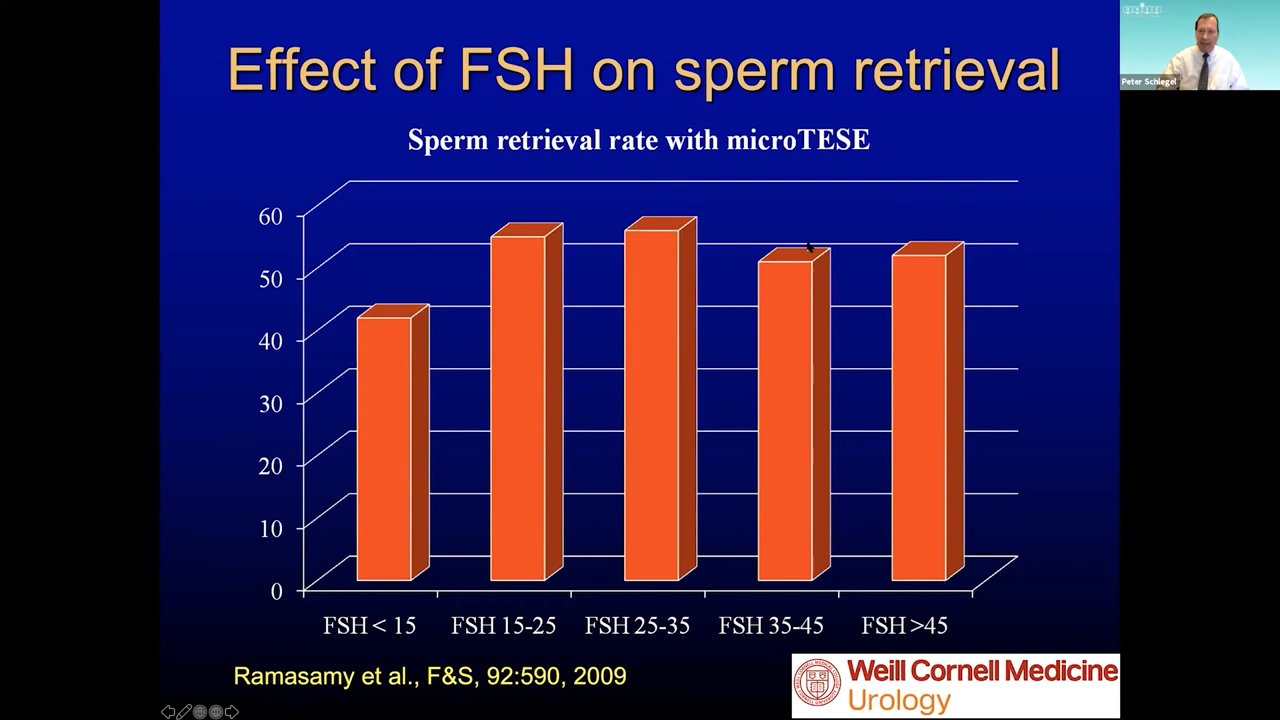 Effect of FSH on sperm retrieval
Peter Schlegel
Sperm retrieval rate with microTESE
60
50
40
30
20
10
0
FSH < 15
FSH 15-25
FSH 25-35
FSH 35-45
FSH >45
Ramasamy et al., F&S, 92:590, 2009
Weill Cornell Medicine
Urology